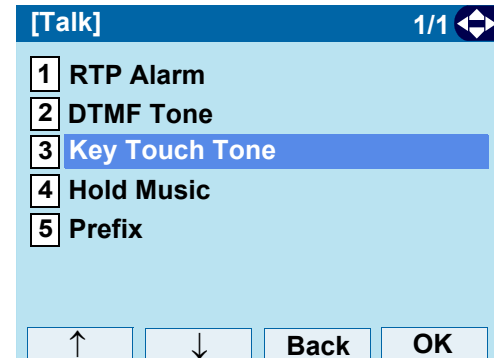 [Talk] 1/1
1 RTP Alarm
2 DTMF Tone
3 Key Touch Tone
4 Hold Music
5 Prefix
↑ ↓ Back OK